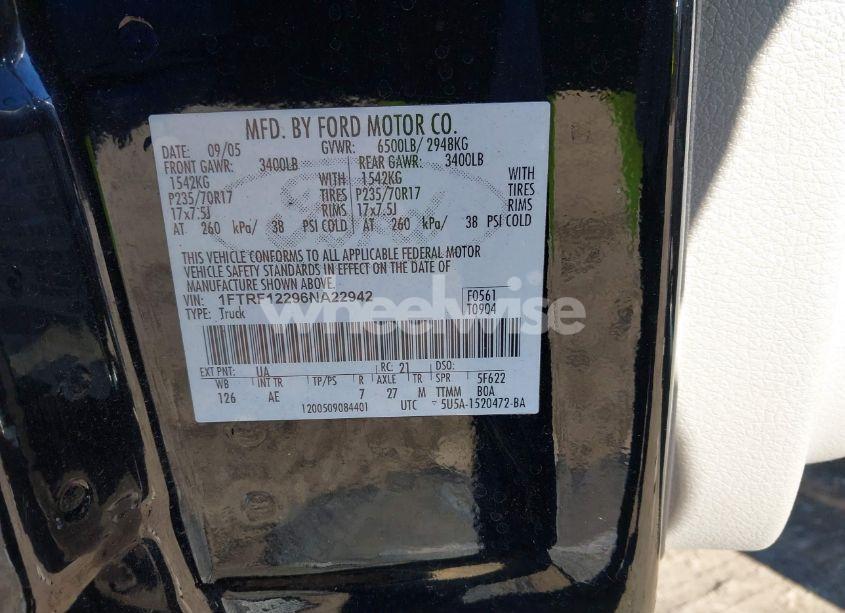 MFD. BY FORD MOTOR CO.
DATE: 09/05 GVWR: 6500LB/ 2948KG
FRONT GAWR: 3400LB REAR GAWR: 3400LB
1542KG WITH 1542KG WITH
P235/70R17 TIRES P235/70R17 TIRES
17x7.5J RIMS 17x7.5J RIMS
AT 260 kPa/ 38 PSI COLD AT 260 kPa/ 38 PSI COLD
THIS VEHICLE CONFORMS TO ALL APPLICABLE FEDERAL MOTOR
VEHICLE SAFETY STANDARDS IN EFFECT ON THE DATE OF
MANUFACTURE SHOWN ABOVE.
VIN: 1FTRF12296NA22942 F0561
TYPE: Truck T0904
wheelwise
EXT PNT: UA RC: 21 DSO:
WB INT TR TP/PS R AXLE TR SPR 5F622
126 AE 7 27 M TTMM B0A
1200509084401 UTC 5U5A-1520472-BA